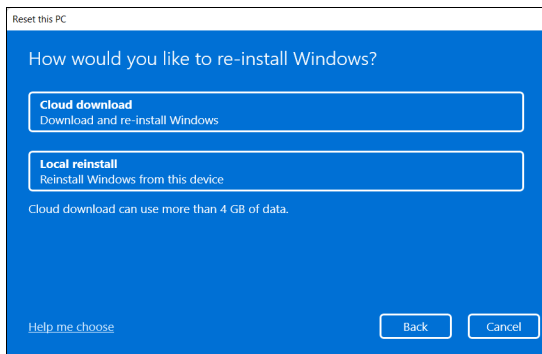 Reset this PC
How would you like to re-install Windows?
Cloud download
Download and re-install Windows
Local reinstall
Reinstall Windows from this device
Cloud download can use more than 4 GB of data.
Help me choose
Back
Cancel